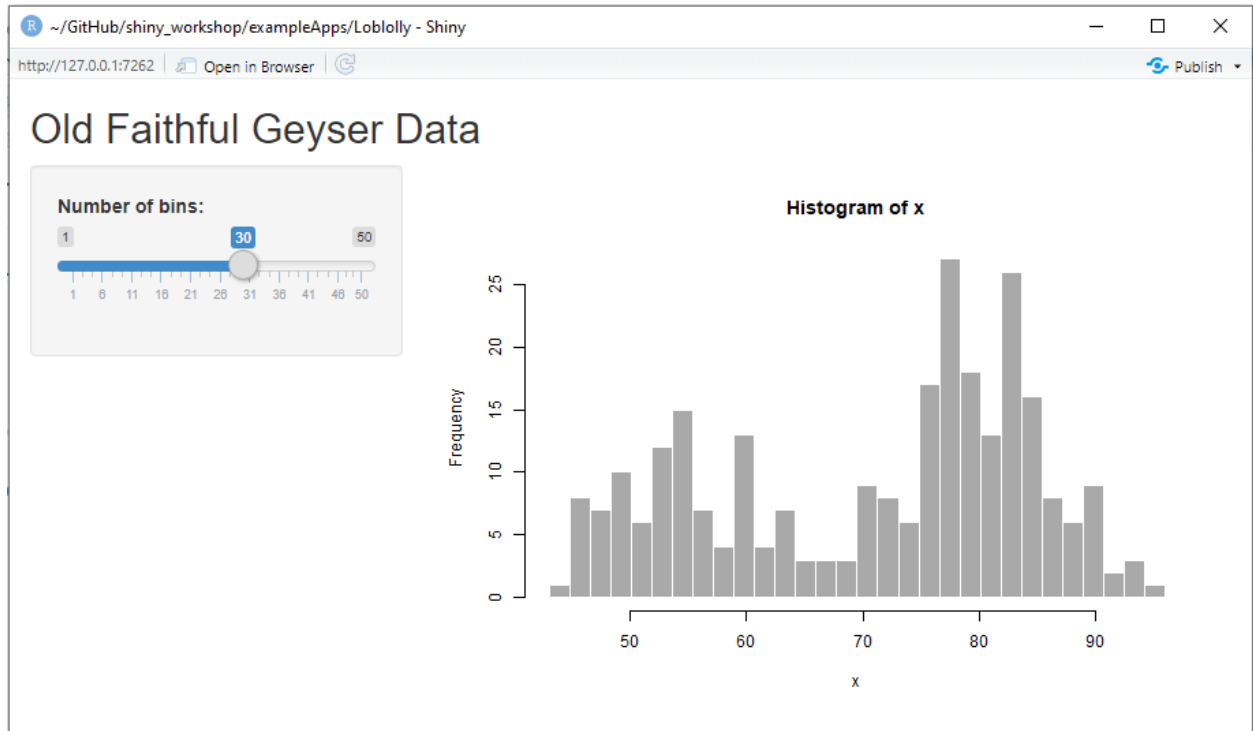 R ~/GitHub/shiny_workshop/exampleApps/Loblolly - Shiny
http://127.0.0.1:7262 Open in Browser Publish
Old Faithful Geyser Data
Number of bins:
1 30 50
1 6 11 16 21 26 31 36 41 46 50
Histogram of x
Frequency
25
20
15
10
5
0
50 60 70 80 90
x